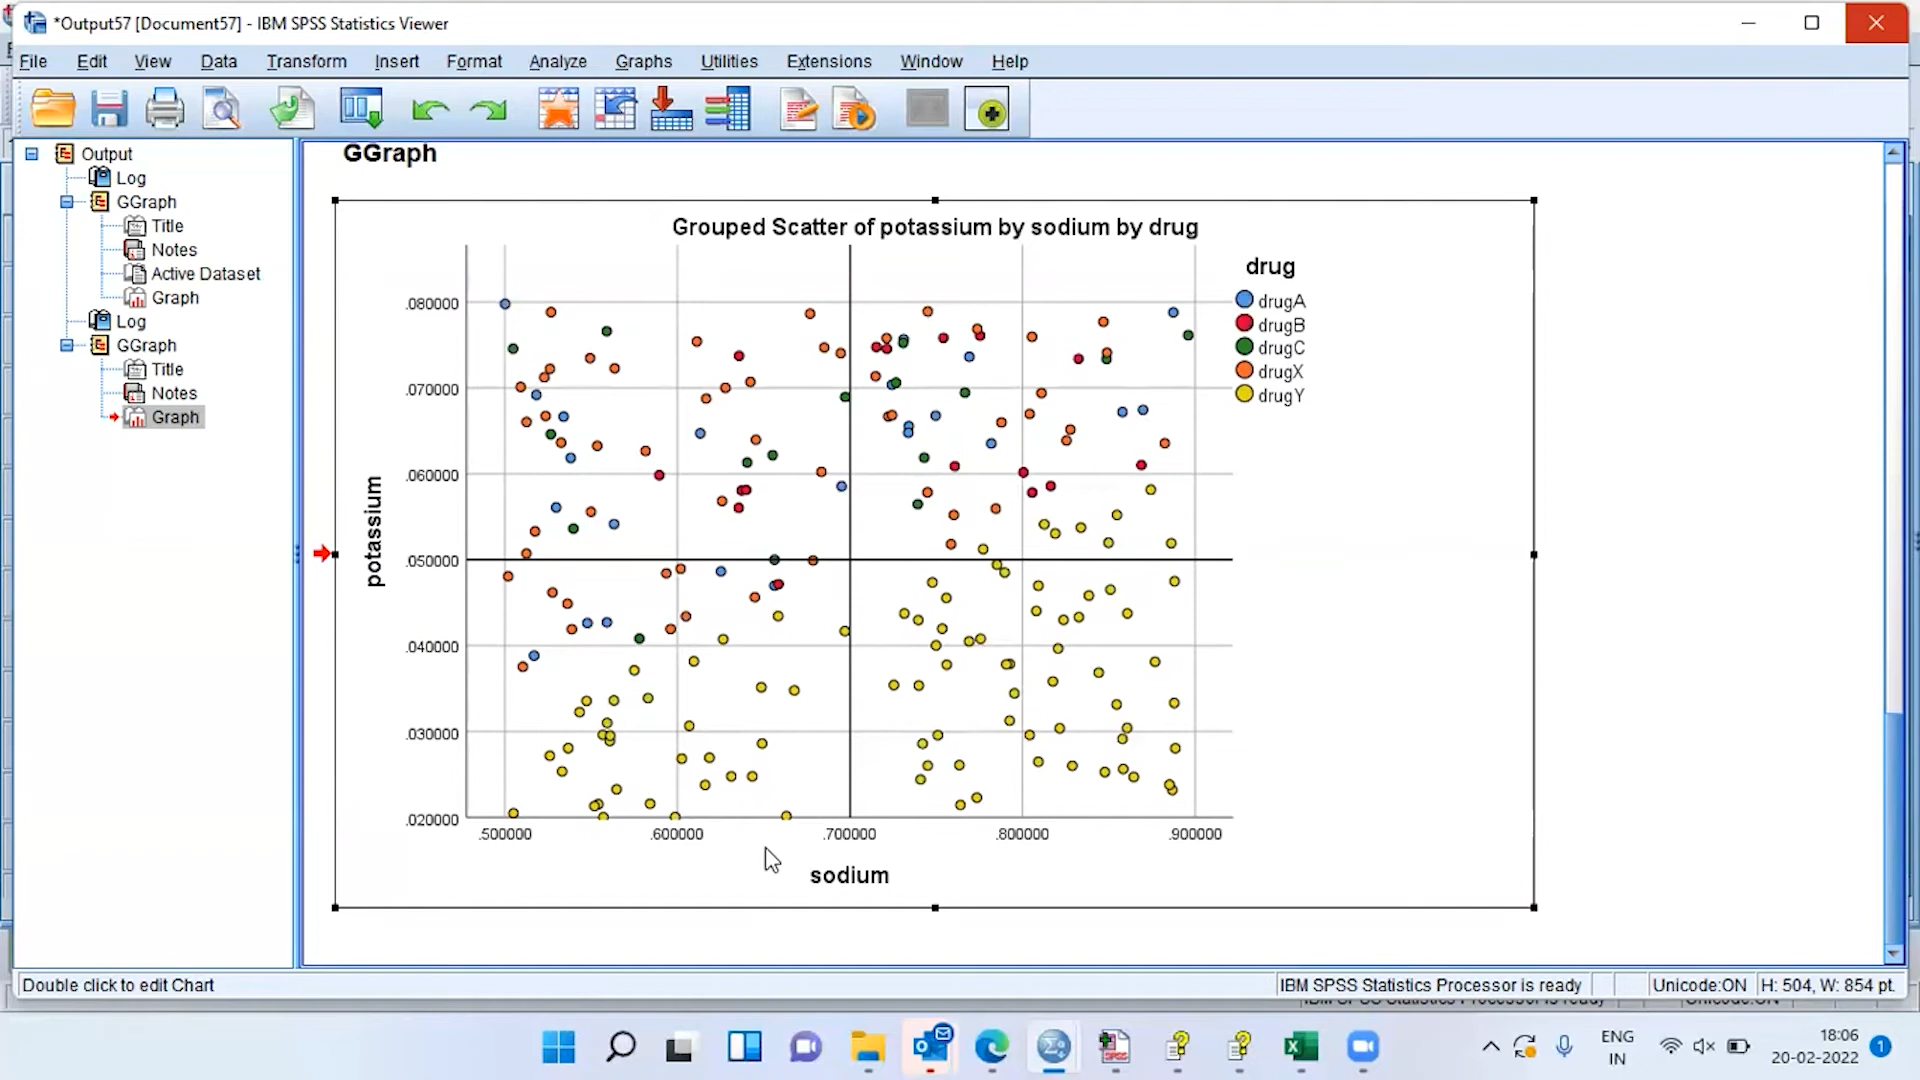 *Output57 [Document57] - IBM SPSS Statistics Viewer
File Edit View Data Transform Insert Format Analyze Graphs Utilities Extensions Window Help
Output
Log
GGraph
Title
Notes
Active Dataset
Graph
Log
GGraph
Title
Notes
Graph
GGraph
Grouped Scatter of potassium by sodium by drug
drug
drugA
drugB
drugC
drugX
drugY
potassium
.080000
.070000
.060000
.050000
.040000
.030000
.020000
.500000 .600000 .700000 .800000 .900000
sodium
Double click to edit Chart
IBM SPSS Statistics Processor is ready Unicode:ON H: 504, W: 854 pt.
ENG
IN
18:06
20-02-2022
1